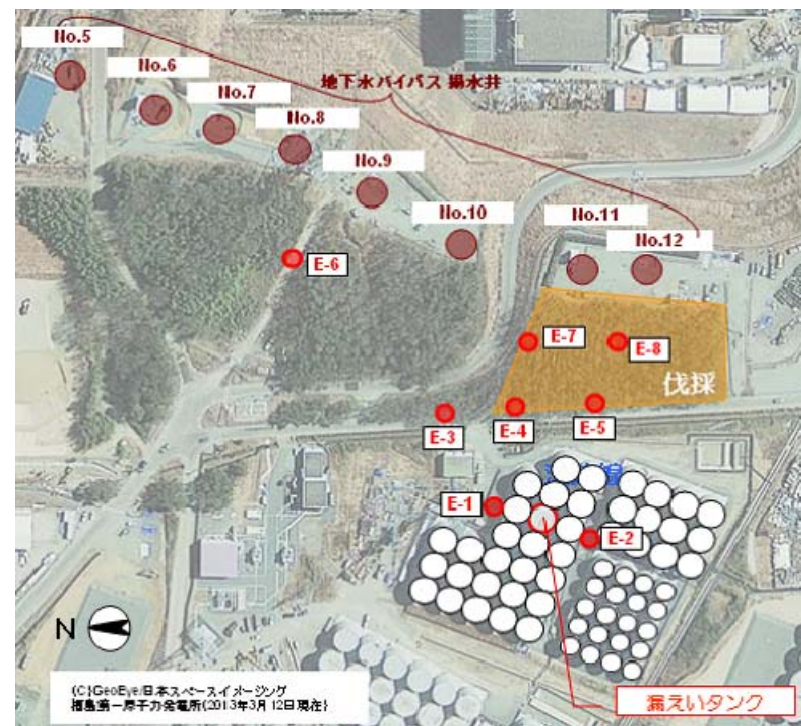 No.5
No.6
No.7
No.8
No.9
No.10
No.11
No.12
地下水バイパス 揚水井
E-6
E-7
E-8
伐採
E-3
E-4
E-5
E-1
E-2
N
漏えいタンク
(C)GeoEye/日本スペースイメージング
福島第一原子力発電所(2013年3月12日現在)